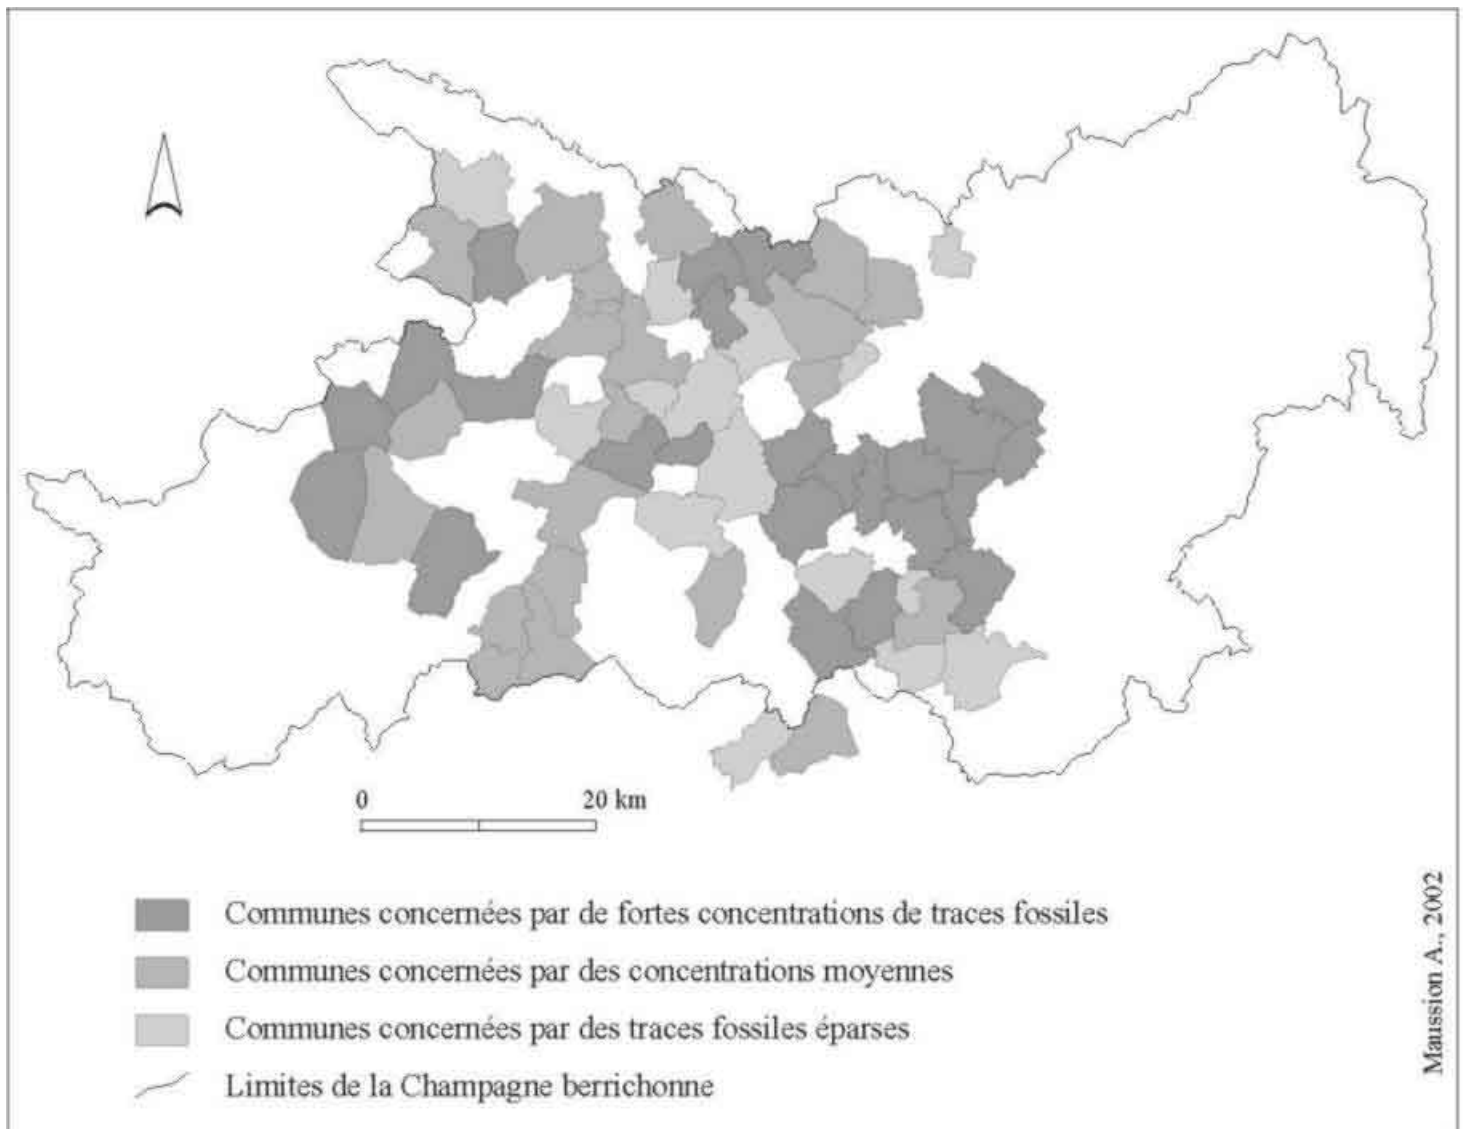 0 20 km
Communes concernées par de fortes concentrations de traces fossiles
Communes concernées par des concentrations moyennes
Communes concernées par des traces fossiles éparses
Limites de la Champagne berrichonne
Maussion A., 2002